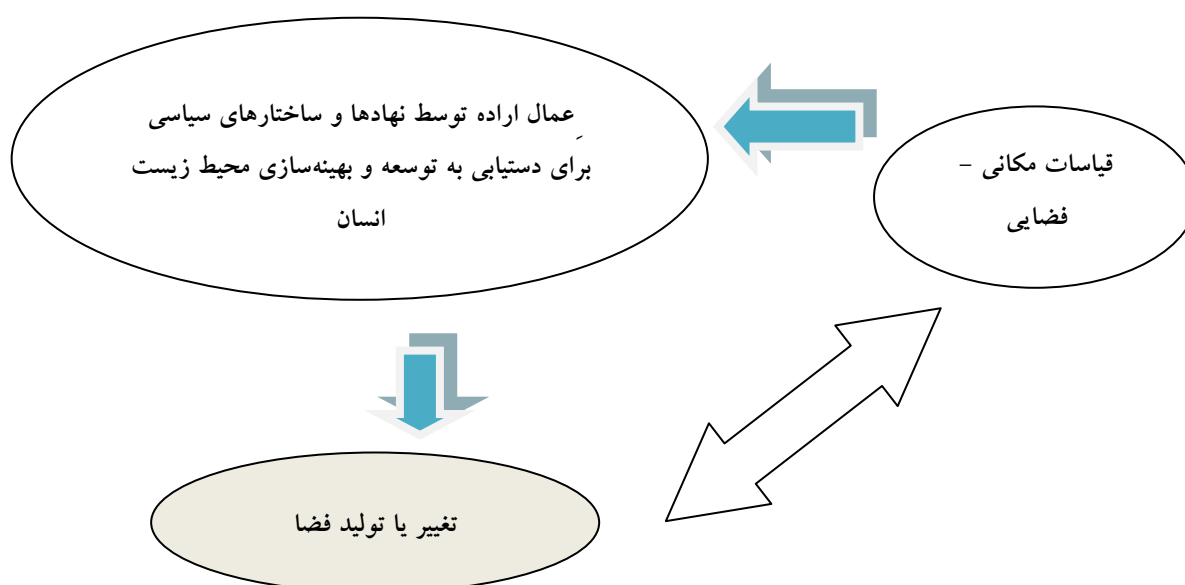 قیاسات مکانی –
فضایی
عمال اراده توسط نهادها و ساختارهای سیاسی
بِرای دستیابی به توسعه و بهینه‌سازی محیط زیست
انسان
تغییر یا تولید فضا